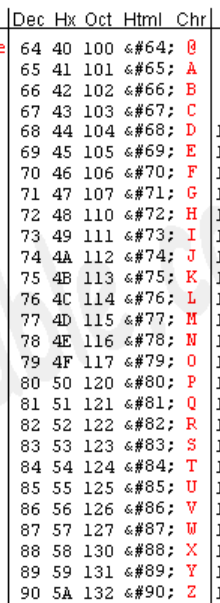 Dec Hx Oct Html Chr
64 40 100 &#64; @
65 41 101 &#65; A
66 42 102 &#66; B
67 43 103 &#67; C
68 44 104 &#68; D
69 45 105 &#69; E
70 46 106 &#70; F
71 47 107 &#71; G
72 48 110 &#72; H
73 49 111 &#73; I
74 4A 112 &#74; J
75 4B 113 &#75; K
76 4C 114 &#76; L
77 4D 115 &#77; M
78 4E 116 &#78; N
79 4F 117 &#79; O
80 50 120 &#80; P
81 51 121 &#81; Q
82 52 122 &#82; R
83 53 123 &#83; S
84 54 124 &#84; T
85 55 125 &#85; U
86 56 126 &#86; V
87 57 127 &#87; W
88 58 130 &#88; X
89 59 131 &#89; Y
90 5A 132 &#90; Z